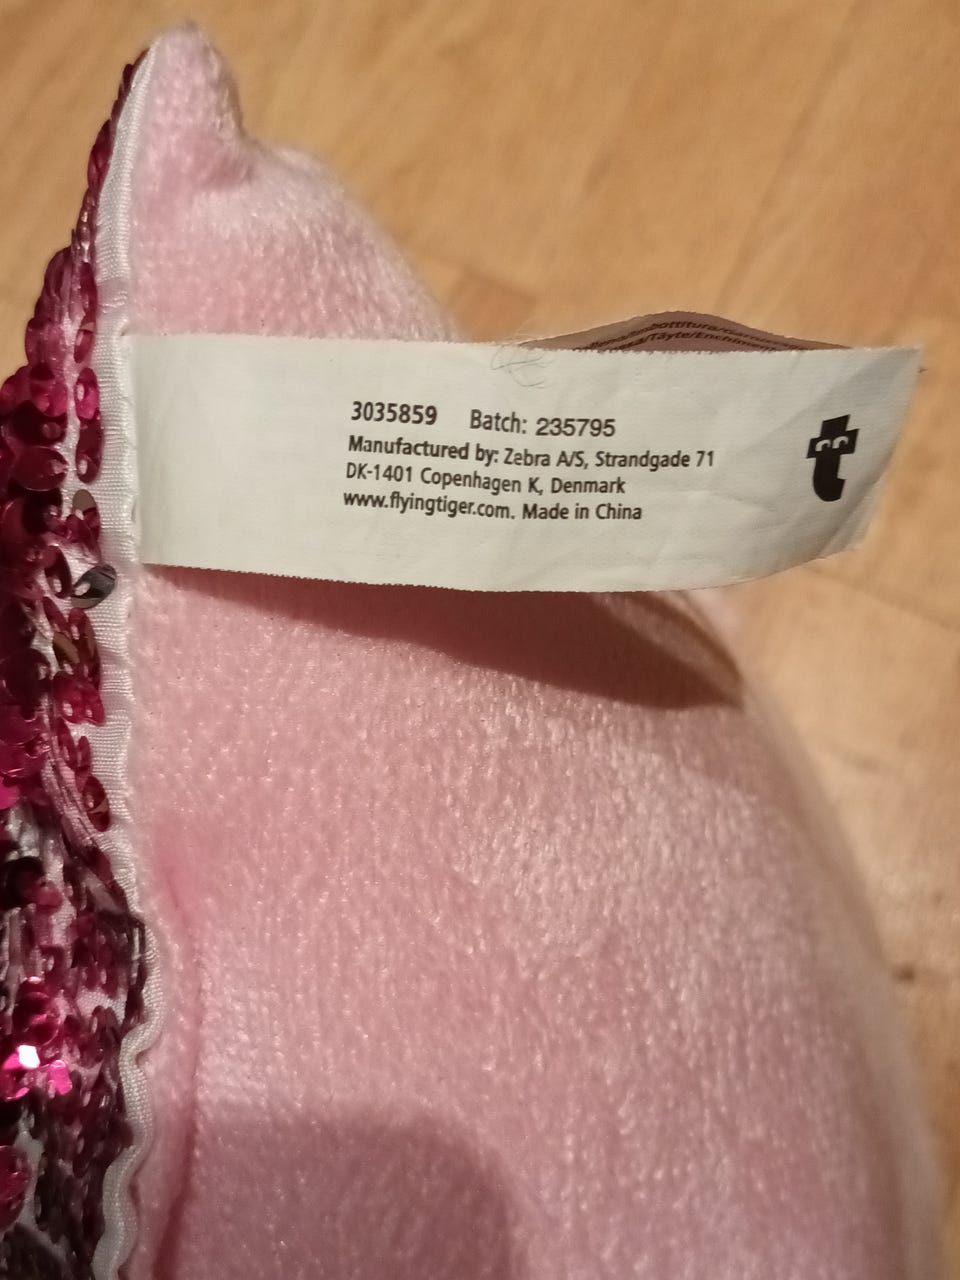 3035859 Batch: 235795
Manufactured by: Zebra A/S, Strandgade 71
DK-1401 Copenhagen K, Denmark
www.flyingtiger.com. Made in China